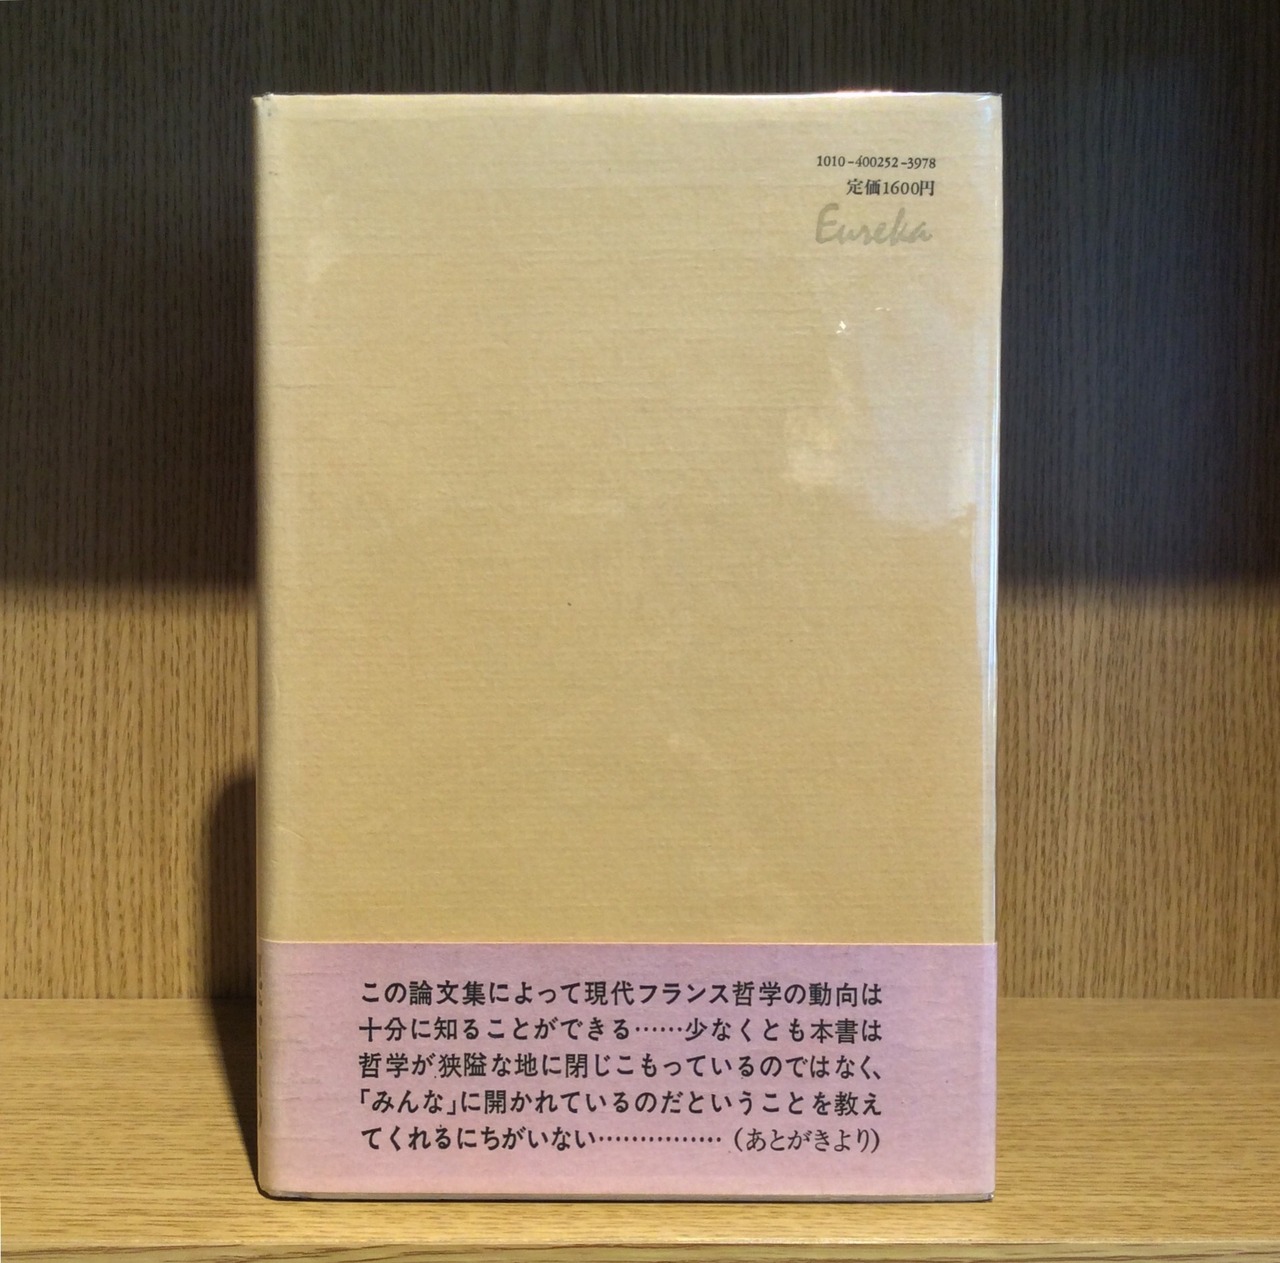 1010-400252-3978
定価1600円
Eureka
この論文集によって現代フランス哲学の動向は
十分に知ることができる……少なくとも本書は
哲学が狭隘な地に閉じこもっているのではなく、
「みんな」に開かれているのだということを教え
てくれるにちがいない…………… （あとがきより）